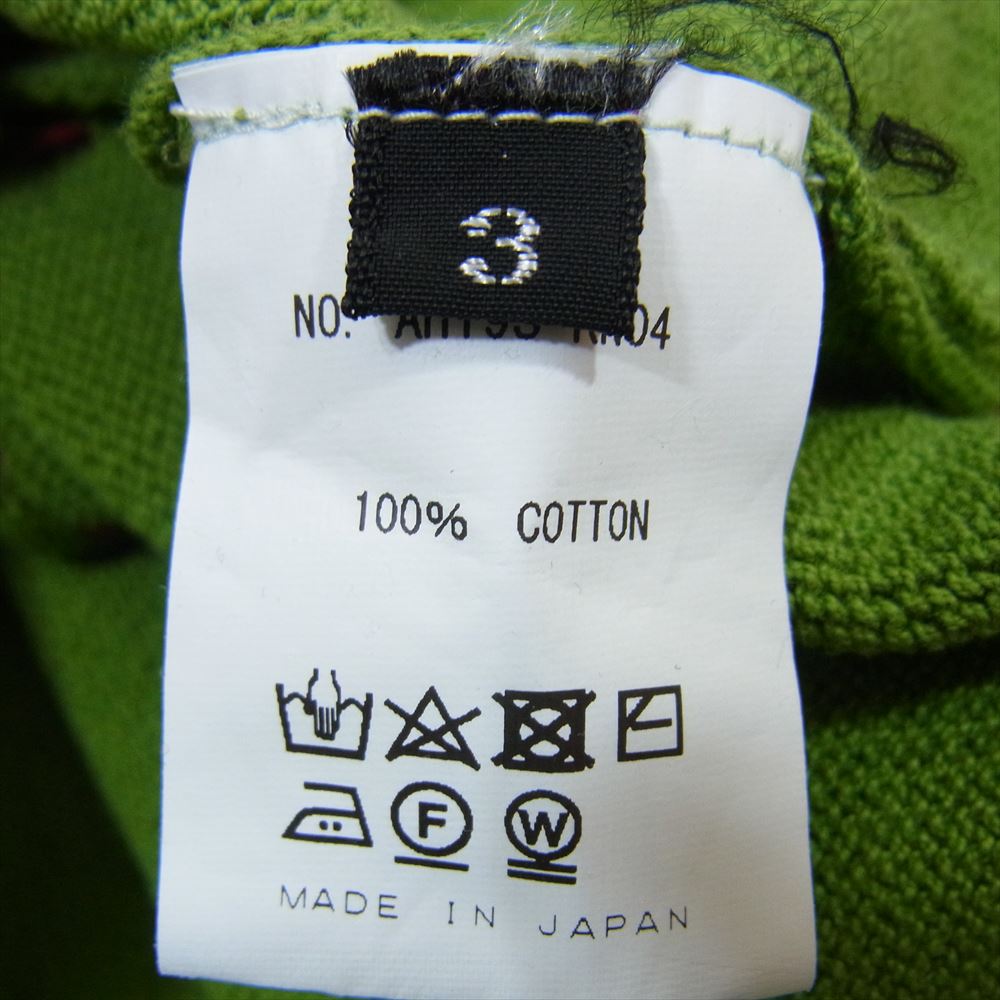 3
NO.
100% COTTON
F W
MADE IN JAPAN